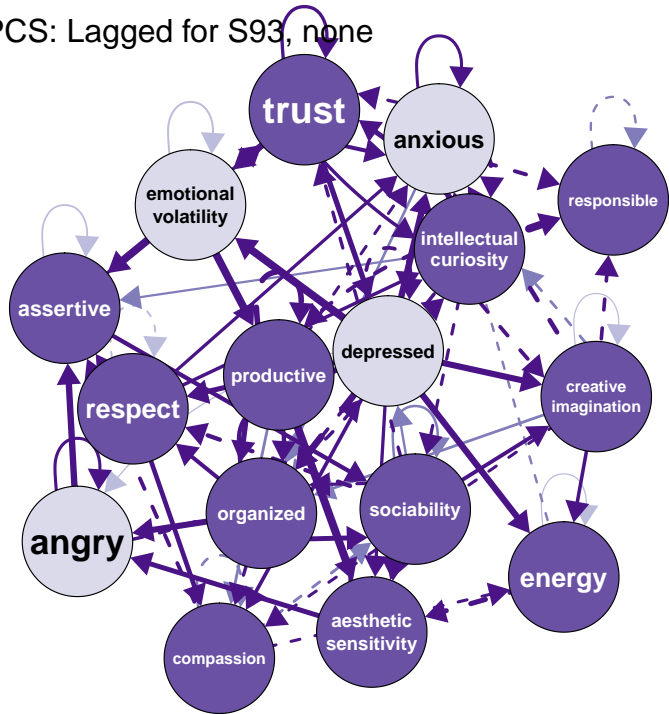 PCS: Lagged for S93, none
trust
anxious
emotional
volatility
responsible
intellectual
curiosity
assertive
depressed
productive
creative
imagination
respect
organized
sociability
angry
energy
aesthetic
sensitivity
compassion